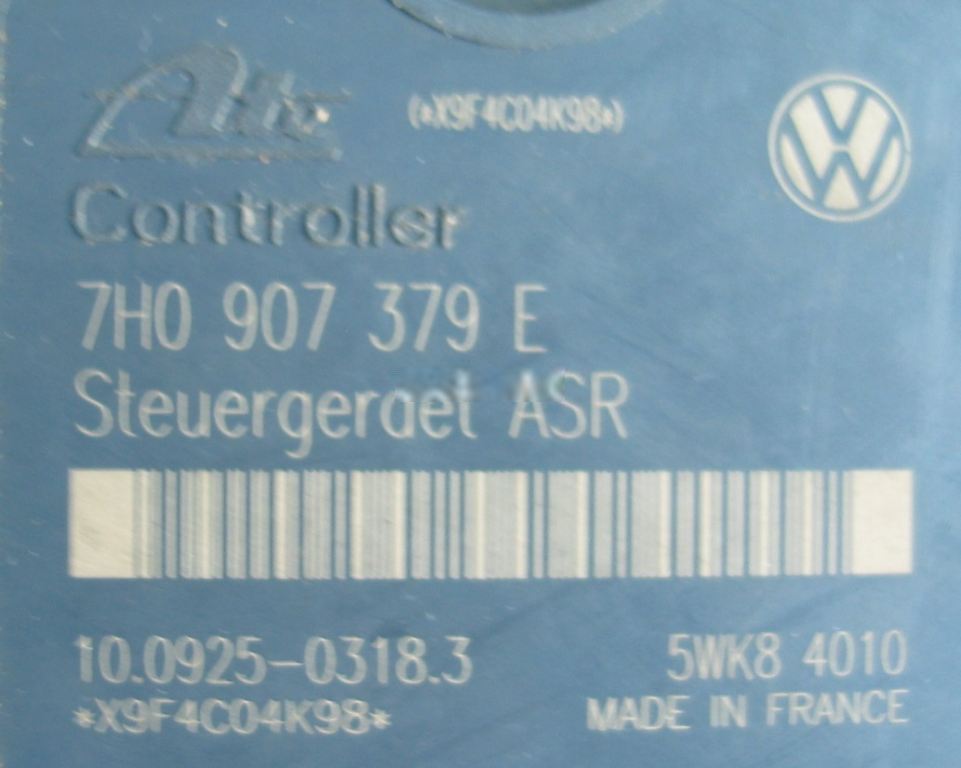 Ate
(*X9F4C04K98*)
VW
Controller
7H0 907 379 E
Steuergeraet ASR
10.0925-0318.3
5WK8 4010
*X9F4C04K98*
MADE IN FRANCE